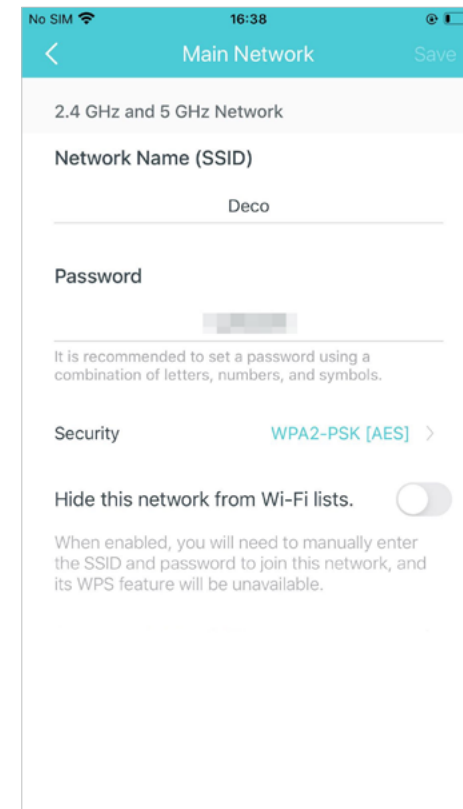 No SIM 16:38
Main Network Save
2.4 GHz and 5 GHz Network
Network Name (SSID)
Deco
Password
It is recommended to set a password using a
combination of letters, numbers, and symbols.
Security WPA2-PSK [AES]
Hide this network from Wi-Fi lists.
When enabled, you will need to manually enter
the SSID and password to join this network, and
its WPS feature will be unavailable.